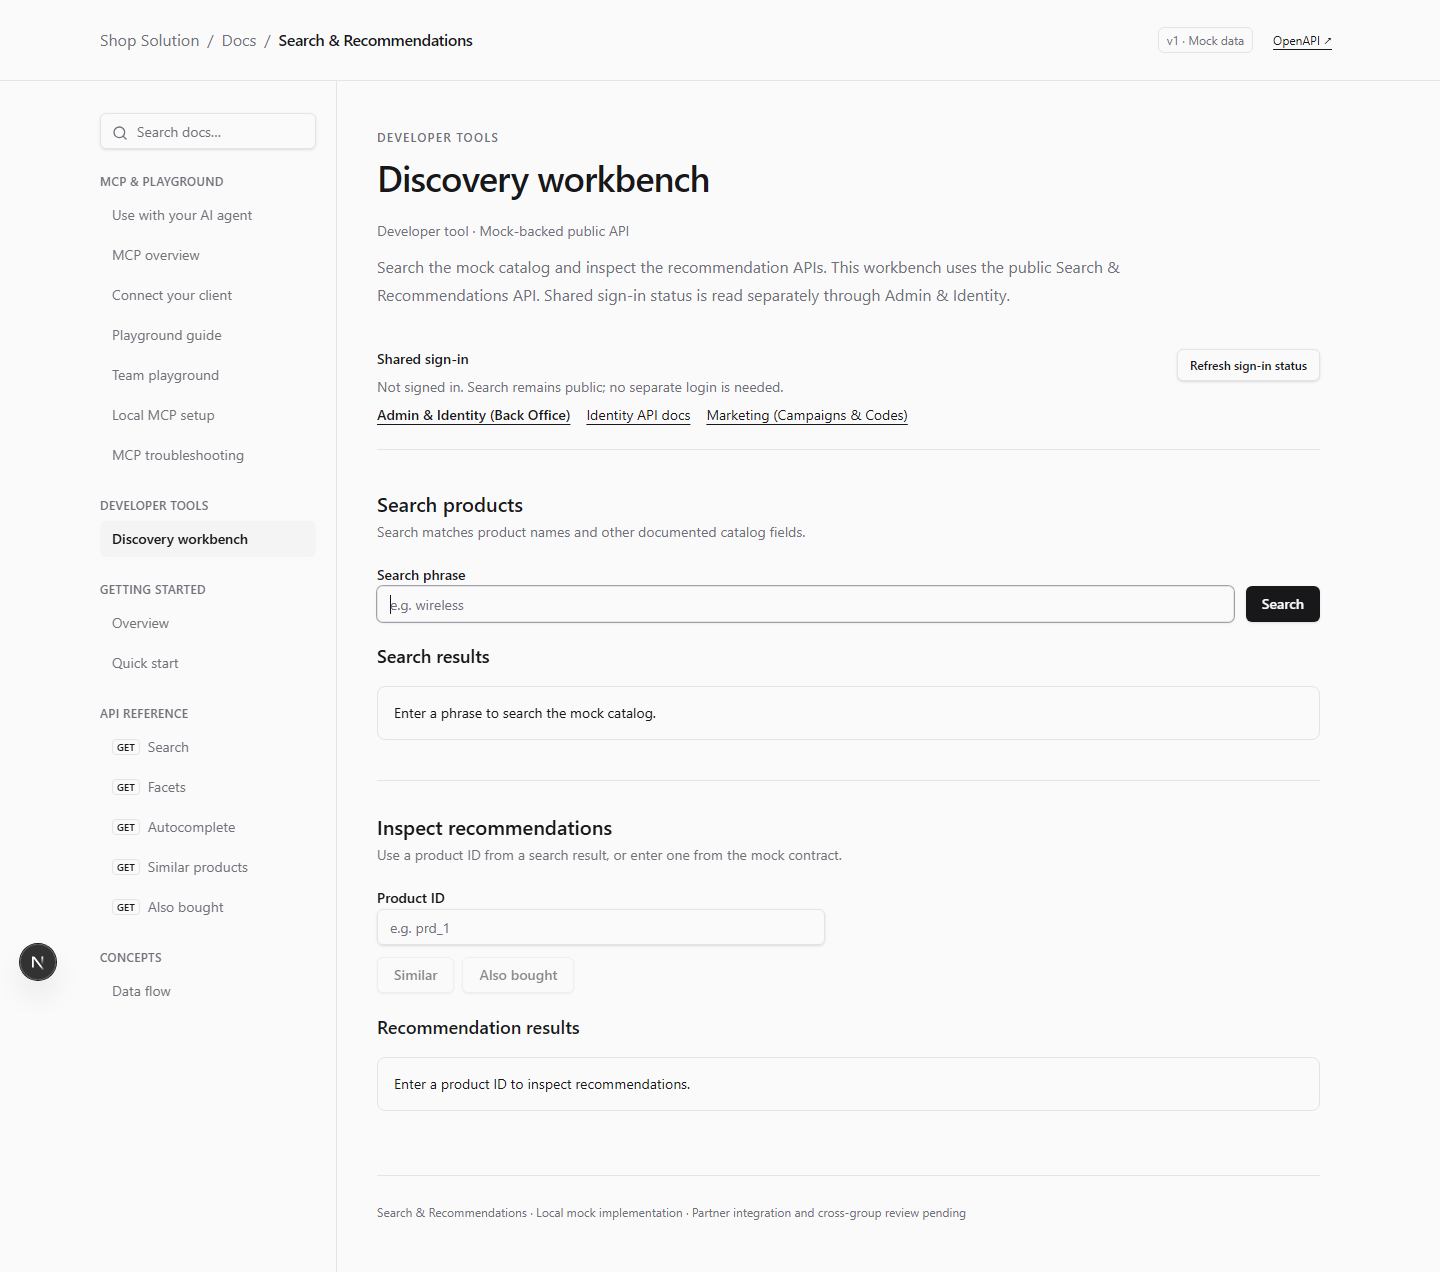 Shop Solution / Docs / Search & Recommendations
v1 · Mock data
OpenAPI ↗
Search docs...
MCP & PLAYGROUND
Use with your AI agent
MCP overview
Connect your client
Playground guide
Team playground
Local MCP setup
MCP troubleshooting
DEVELOPER TOOLS
Discovery workbench
GETTING STARTED
Overview
Quick start
API REFERENCE
GET Search
GET Facets
GET Autocomplete
GET Similar products
GET Also bought
CONCEPTS
Data flow
N
DEVELOPER TOOLS
Discovery workbench
Developer tool · Mock-backed public API
Search the mock catalog and inspect the recommendation APIs. This workbench uses the public Search &
Recommendations API. Shared sign-in status is read separately through Admin & Identity.
Shared sign-in
Refresh sign-in status
Not signed in. Search remains public; no separate login is needed.
Admin & Identity (Back Office) Identity API docs Marketing (Campaigns & Codes)
Search products
Search matches product names and other documented catalog fields.
Search phrase
e.g. wireless
Search
Search results
Enter a phrase to search the mock catalog.
Inspect recommendations
Use a product ID from a search result, or enter one from the mock contract.
Product ID
e.g. prd_1
Similar Also bought
Recommendation results
Enter a product ID to inspect recommendations.
Search & Recommendations · Local mock implementation · Partner integration and cross-group review pending